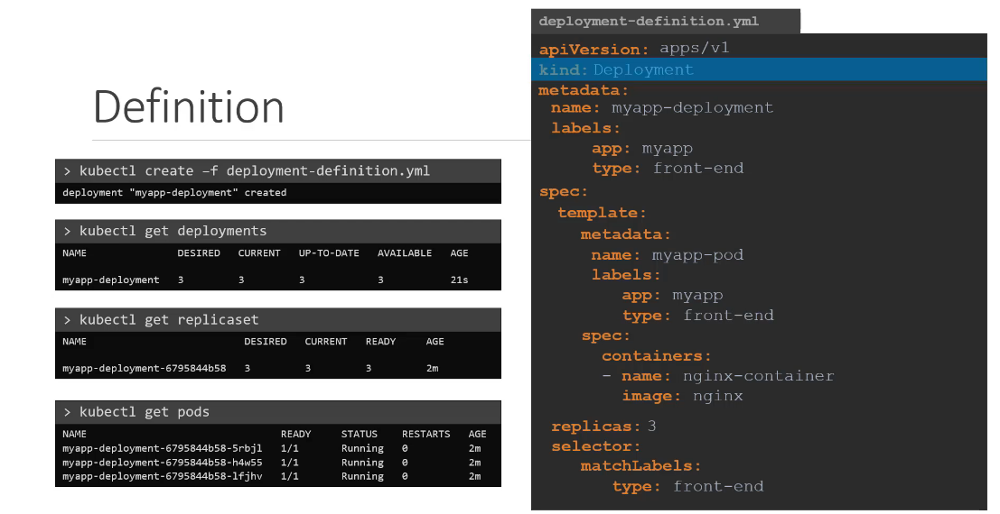 Definition
> kubectl create –f deployment-definition.yml
deployment "myapp-deployment" created
> kubectl get deployments
NAME DESIRED CURRENT UP-TO-DATE AVAILABLE AGE
myapp-deployment 3 3 3 3 21s
> kubectl get replicaset
NAME DESIRED CURRENT READY AGE
myapp-deployment-6795844b58 3 3 3 2m
> kubectl get pods
NAME READY STATUS RESTARTS AGE
myapp-deployment-6795844b58-5rbjl 1/1 Running 0 2m
myapp-deployment-6795844b58-h4w55 1/1 Running 0 2m
myapp-deployment-6795844b58-lfjhv 1/1 Running 0 2m
deployment-definition.yml
apiVersion: apps/v1
kind: Deployment
metadata:
name: myapp-deployment
labels:
app: myapp
type: front-end
spec:
template:
metadata:
name: myapp-pod
labels:
app: myapp
type: front-end
spec:
containers:
- name: nginx-container
image: nginx
replicas: 3
selector:
matchLabels:
type: front-end